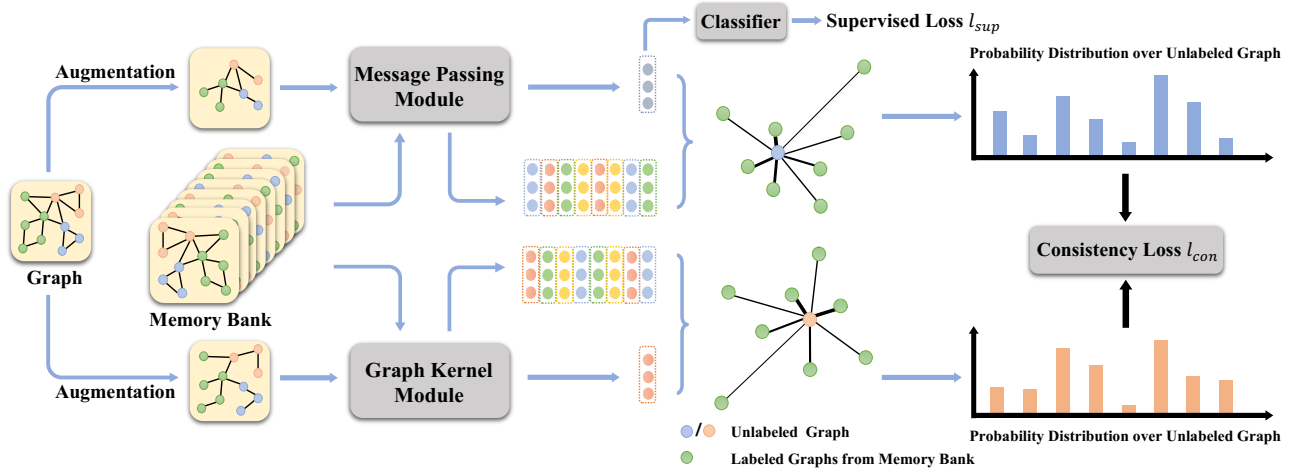 Classifier
Supervised Loss l_sup
Probability Distribution over Unlabeled Graph
Augmentation
Message Passing
Module
Graph
Memory Bank
Consistency Loss l_con
Augmentation
Graph Kernel
Module
/ Unlabeled Graph
Labeled Graphs from Memory Bank
Probability Distribution over Unlabeled Graph